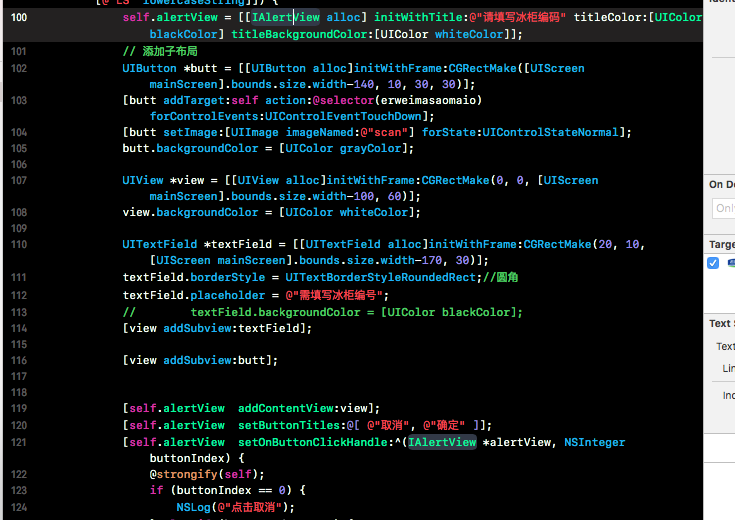 [@"LS" lowercaseString]]) {
100 self.alertView = [[IAlertView alloc] initWithTitle:@"请填写冰柜编码" titleColor:[UIColor
blackColor] titleBackgroundColor:[UIColor whiteColor]];
101 // 添加子布局
102 UIButton *butt = [[UIButton alloc]initWithFrame:CGRectMake([UIScreen
mainScreen].bounds.size.width-140, 10, 30, 30)];
103 [butt addTarget:self action:@selector(erweimasaomaio)
forControlEvents:UIControlEventTouchDown];
104 [butt setImage:[UIImage imageNamed:@"scan"] forState:UIControlStateNormal];
105 butt.backgroundColor = [UIColor grayColor];
106
107 UIView *view = [[UIView alloc]initWithFrame:CGRectMake(0, 0, [UIScreen
mainScreen].bounds.size.width-100, 60)];
108 view.backgroundColor = [UIColor whiteColor];
109
110 UITextField *textField = [[UITextField alloc]initWithFrame:CGRectMake(20, 10,
[UIScreen mainScreen].bounds.size.width-170, 30)];
111 textField.borderStyle = UITextBorderStyleRoundedRect;//圆角
112 textField.placeholder = @"需填写冰柜编号";
113 // textField.backgroundColor = [UIColor blackColor];
114 [view addSubview:textField];
115
116 [view addSubview:butt];
117
118
119 [self.alertView addContentView:view];
120 [self.alertView setButtonTitles:@[ @"取消", @"确定" ]];
121 [self.alertView setOnButtonClickHandle:^(IAlertView *alertView, NSInteger
buttonIndex) {
122 @strongify(self);
123 if (buttonIndex == 0) {
124 NSLog(@"点击取消");
On De
Only
Targe
Text S
Text
Lin
Ind